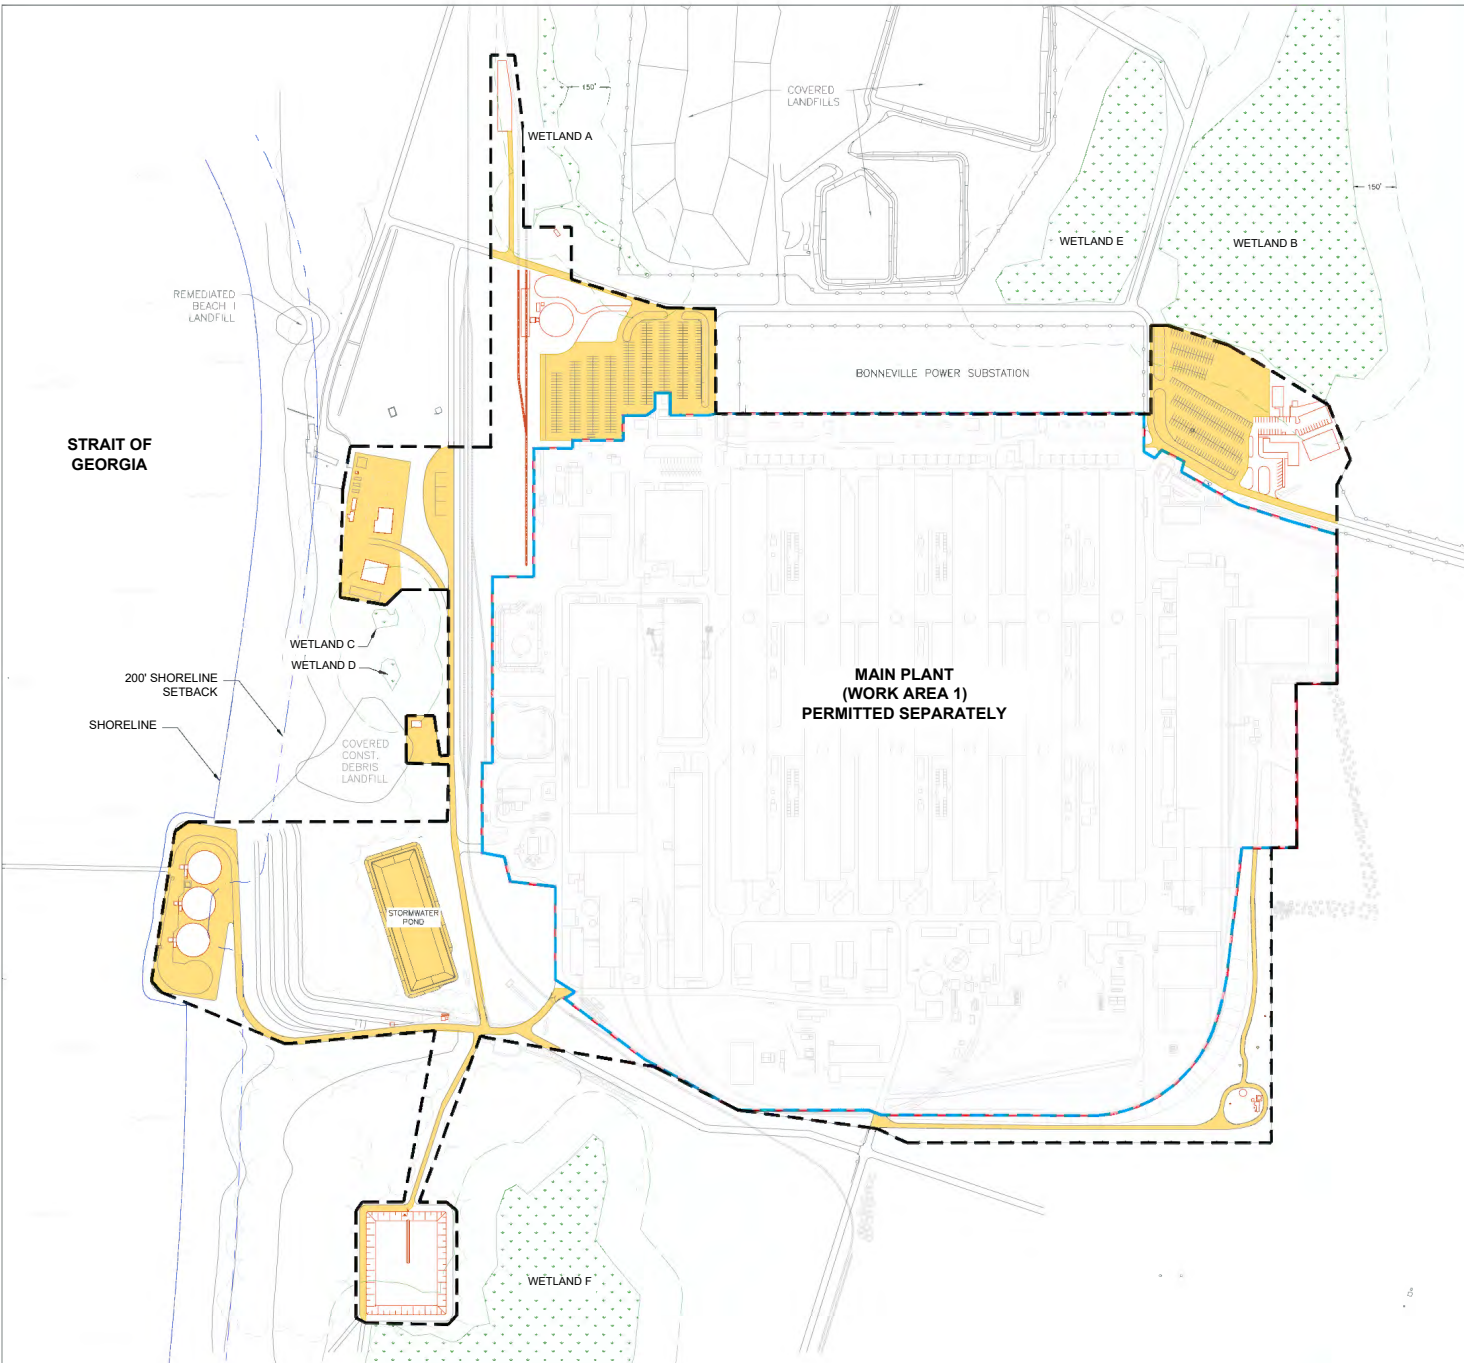 150'
COVERED
LANDFILLS
WETLAND A
150'
WETLAND E
WETLAND B
REMEDIATED
BEACH I
LANDFILL
BONNEVILLE POWER SUBSTATION
STRAIT OF
GEORGIA
WETLAND C
WETLAND D
200' SHORELINE
SETBACK
MAIN PLANT
(WORK AREA 1)
PERMITTED SEPARATELY
SHORELINE
COVERED
CONST.
DEBRIS
LANDFILL
STORMWATER
POND
WETLAND F